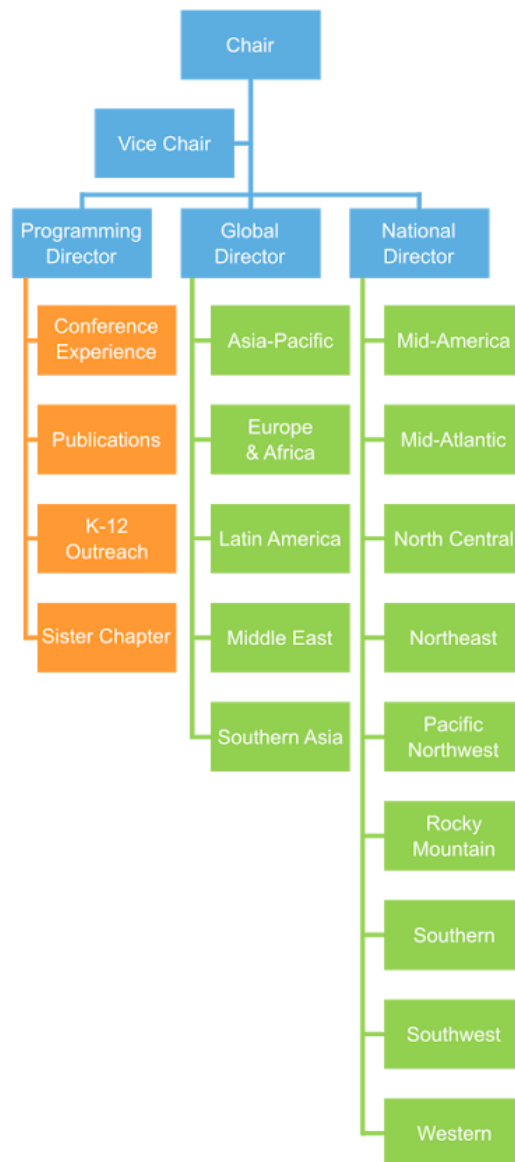 Chair
Vice Chair
Programming
Director
Global
Director
National
Director
Conference
Experience
Publications
K-12
Outreach
Sister Chapter
Asia-Pacific
Europe
& Africa
Latin America
Middle East
Southern Asia
Mid-America
Mid-Atlantic
North Central
Northeast
Pacific
Northwest
Rocky
Mountain
Southern
Southwest
Western